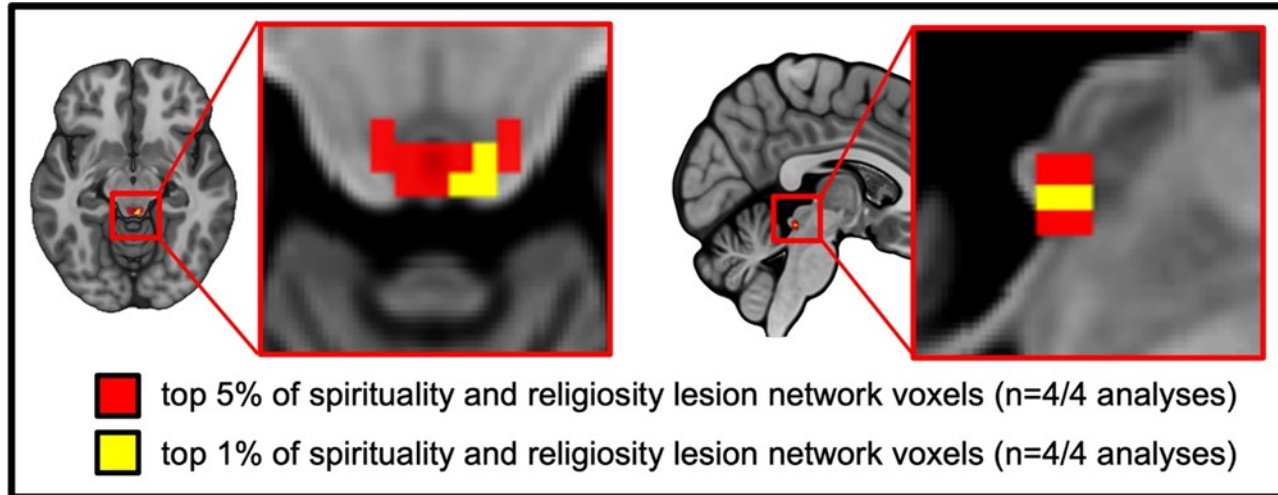 top 5% of spirituality and religiosity lesion network voxels (n=4/4 analyses)
top 1% of spirituality and religiosity lesion network voxels (n=4/4 analyses)